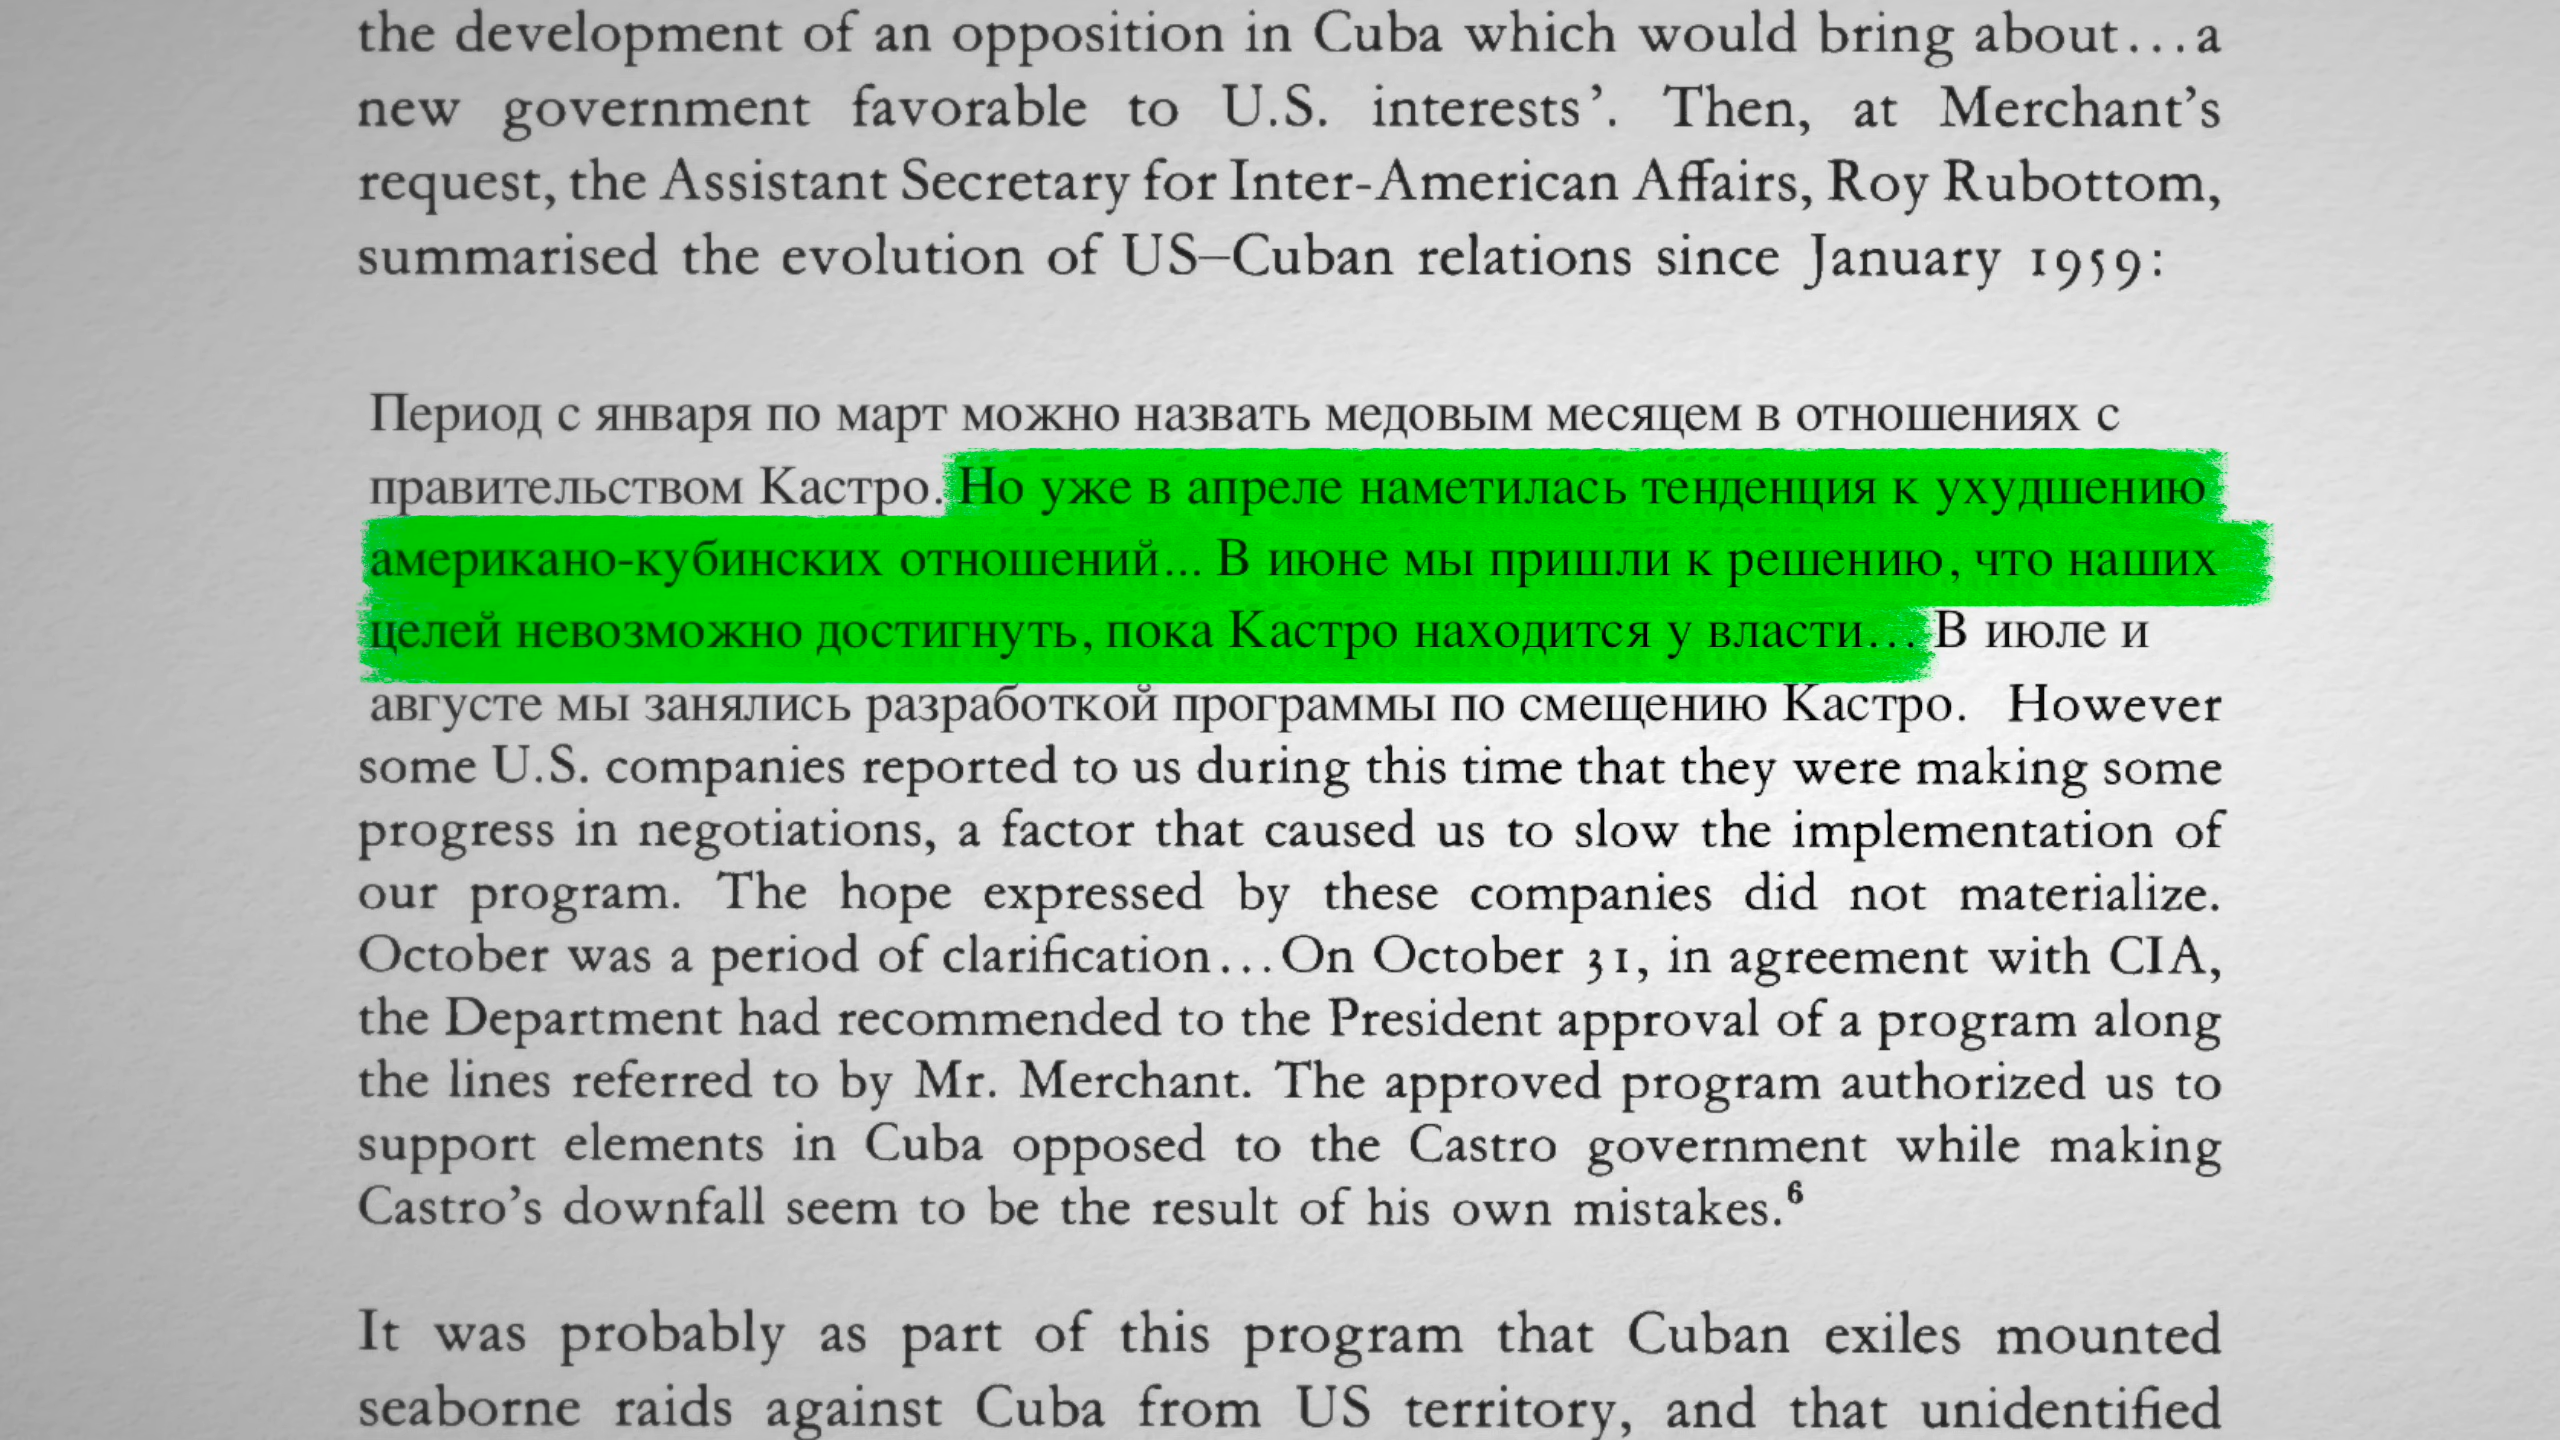 the development of an opposition in Cuba which would bring about…a
new government favorable to U.S. interests’. Then, at Merchant’s
request, the Assistant Secretary for Inter-American Affairs, Roy Rubottom,
summarised the evolution of US–Cuban relations since January 1959:
Период с января по март можно назвать медовым месяцем в отношениях с
правительством Кастро. Но уже в апреле наметилась тенденция к ухудшению
американо-кубинских отношений... В июне мы пришли к решению, что наших
целей невозможно достигнуть, пока Кастро находится у власти... В июле и
августе мы занялись разработкой программы по смещению Кастро. However
some U.S. companies reported to us during this time that they were making some
progress in negotiations, a factor that caused us to slow the implementation of
our program. The hope expressed by these companies did not materialize.
October was a period of clarification…On October 31, in agreement with CIA,
the Department had recommended to the President approval of a program along
the lines referred to by Mr. Merchant. The approved program authorized us to
support elements in Cuba opposed to the Castro government while making
Castro’s downfall seem to be the result of his own mistakes.⁶
It was probably as part of this program that Cuban exiles mounted
seaborne raids against Cuba from US territory, and that unidentified